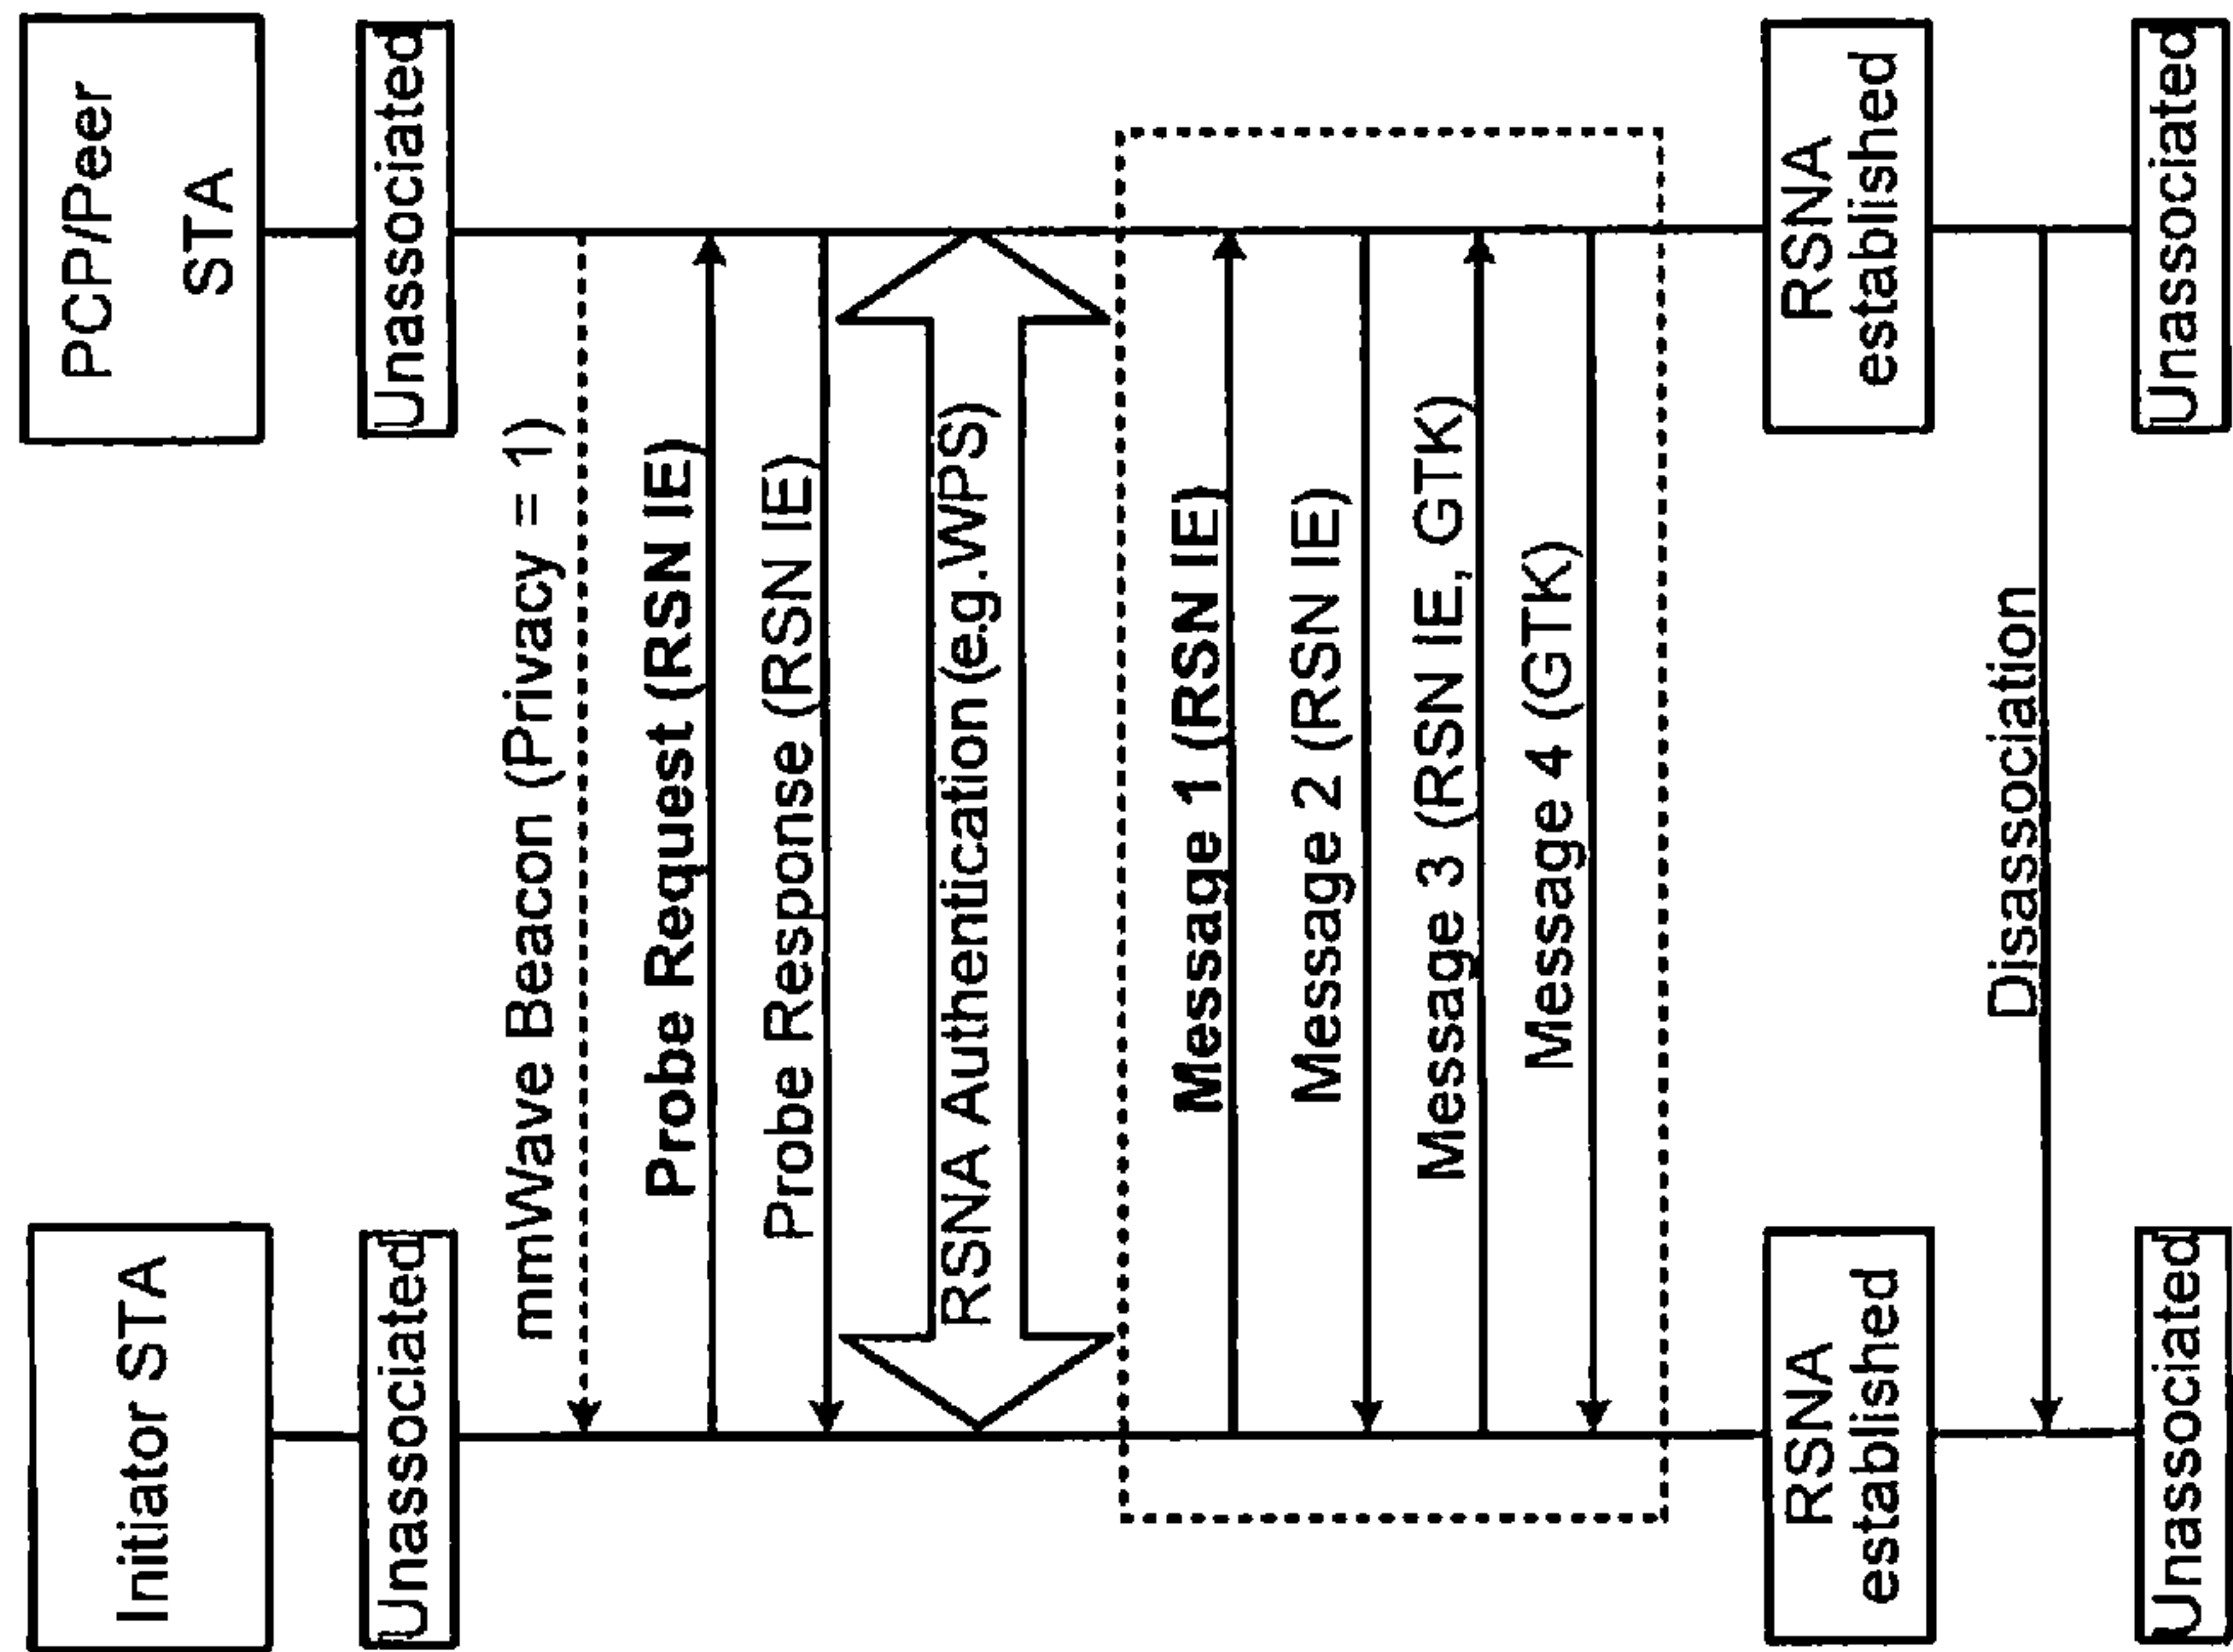 Initiator STA
PCP/Peer
STA
Unassociated
Unassociated
mmWave Beacon (Privacy = 1)
Probe Request (RSN IE)
Probe Response (RSN IE)
RSNA Authentication (e.g.WPS)
Message 1 (RSN IE)
Message 2 (RSN IE)
Message 3 (RSN IE, GTK)
Message 4 (GTK)
RSNA
established
RSNA
established
Disassociation
Unassociated
Unassociated